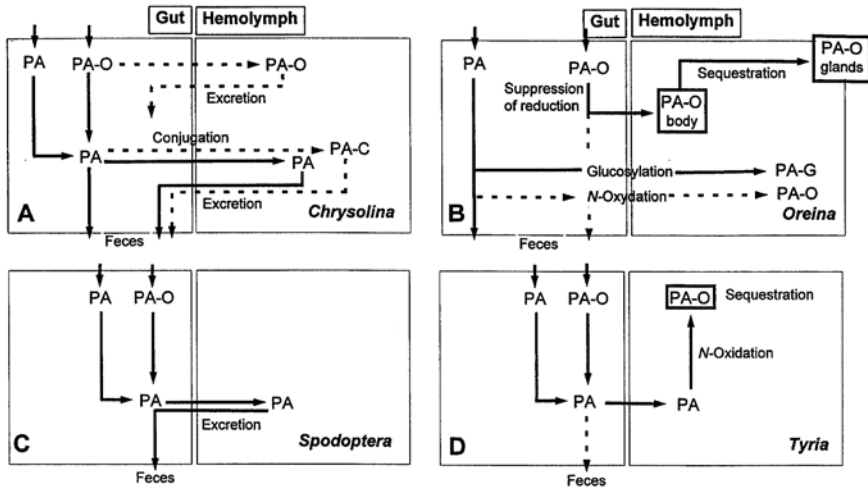 Gut Hemolymph
PA PA-O PA-O
Excretion
Conjugation
PA PA PA-C
Excretion
A Chrysolina
Feces
Gut Hemolymph
PA PA-O PA-O
glands
Suppression
of reduction
Sequestration
PA-O
body
Glucosylation PA-G
N-Oxydation PA-O
B Oreina
Feces
PA PA-O
PA PA
Excretion
C Spodoptera
Feces
PA PA-O PA-O Sequestration
N-Oxidation
PA PA
D Tyria
Feces